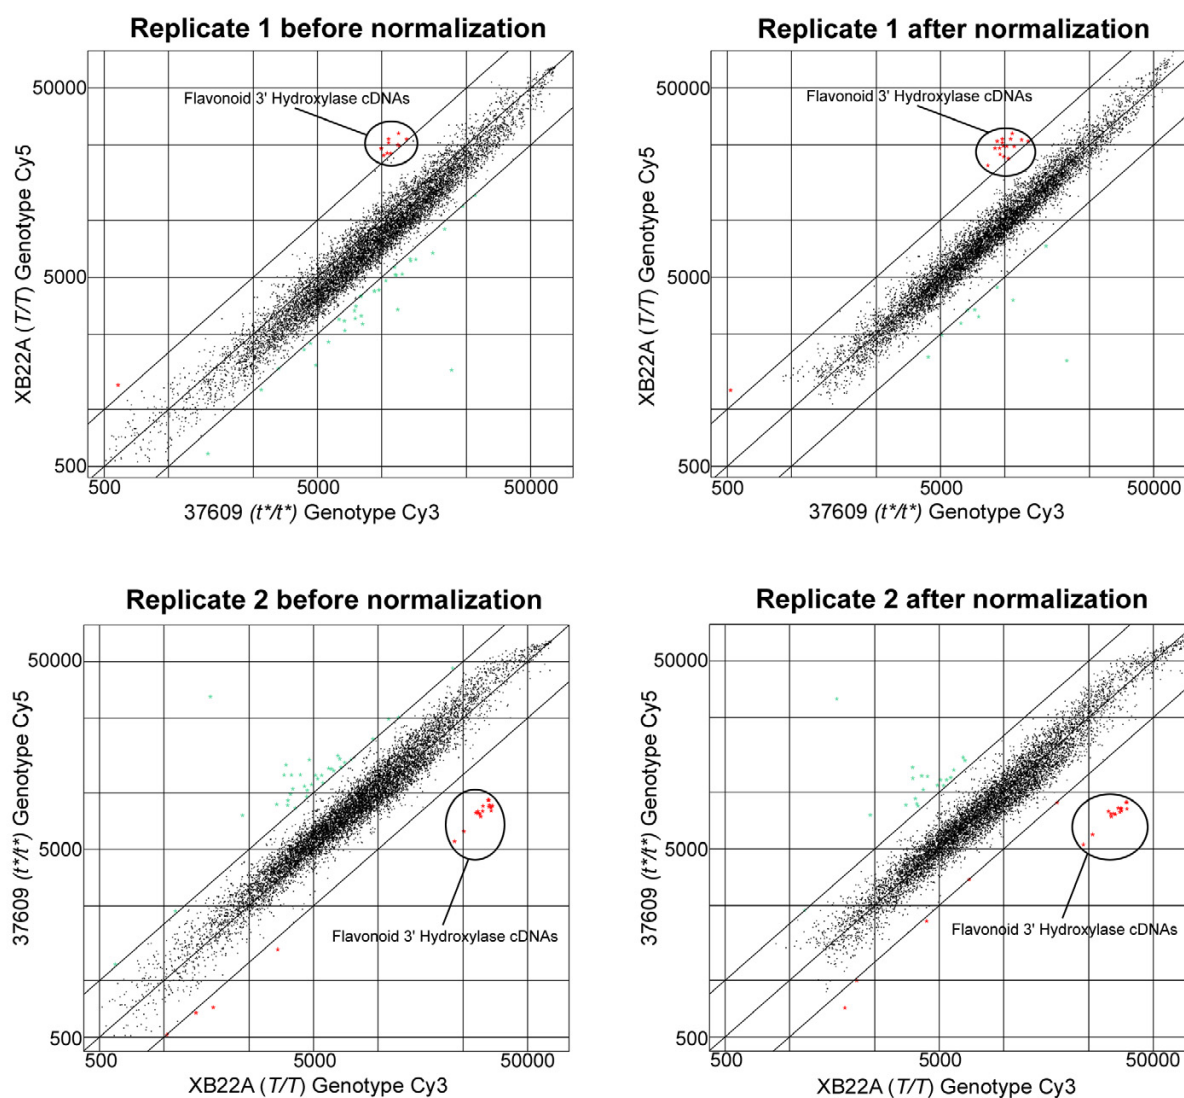 Replicate 1 before normalization
XB22A (T/T) Genotype Cy5
50000
5000
500
Flavonoid 3' Hydroxylase cDNAs
500 5000 50000
37609 (t*/t*) Genotype Cy3
Replicate 1 after normalization
XB22A (T/T) Genotype Cy5
50000
5000
500
Flavonoid 3' Hydroxylase cDNAs
500 5000 50000
37609 (t*/t*) Genotype Cy3
Replicate 2 before normalization
37609 (t*/t*) Genotype Cy5
50000
5000
500
Flavonoid 3' Hydroxylase cDNAs
500 5000 50000
XB22A (T/T) Genotype Cy3
Replicate 2 after normalization
37609 (t*/t*) Genotype Cy5
50000
5000
500
Flavonoid 3' Hydroxylase cDNAs
500 5000 50000
XB22A (T/T) Genotype Cy3